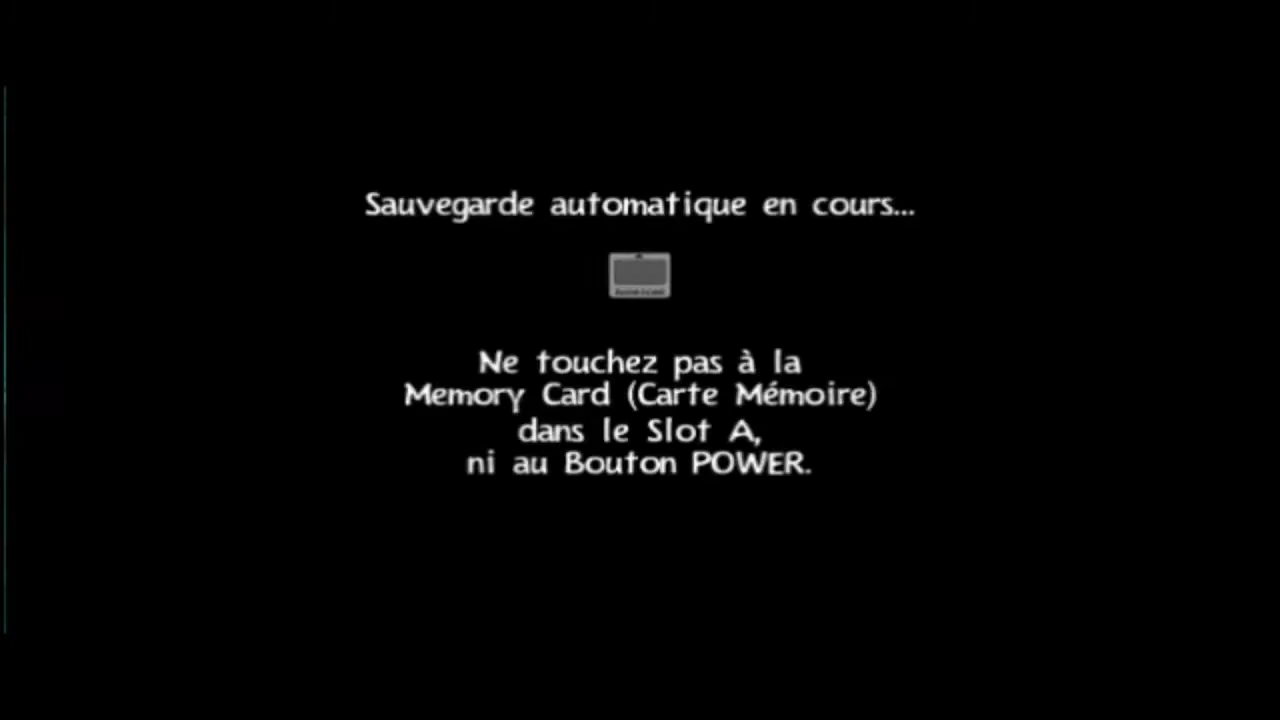 Sauvegarde automatique en cours...
Ne touchez pas à la
Memory Card (Carte Mémoire)
dans le Slot A,
ni au Bouton POWER.